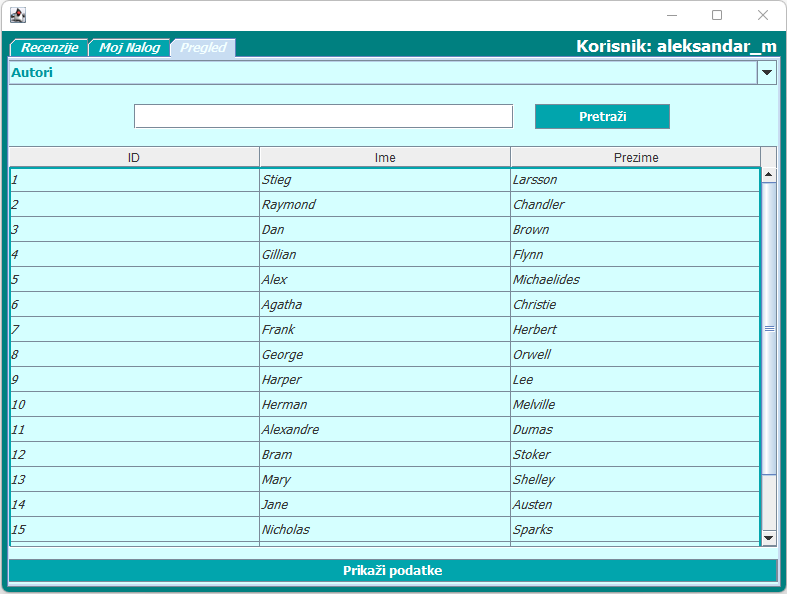 Recenzije Moj Nalog Pregled Korisnik: aleksandar_m
Autori
Pretraži
ID Ime Prezime
1 Stieg Larsson
2 Raymond Chandler
3 Dan Brown
4 Gillian Flynn
5 Alex Michaelides
6 Agatha Christie
7 Frank Herbert
8 George Orwell
9 Harper Lee
10 Herman Melville
11 Alexandre Dumas
12 Bram Stoker
13 Mary Shelley
14 Jane Austen
15 Nicholas Sparks
Prikaži podatke